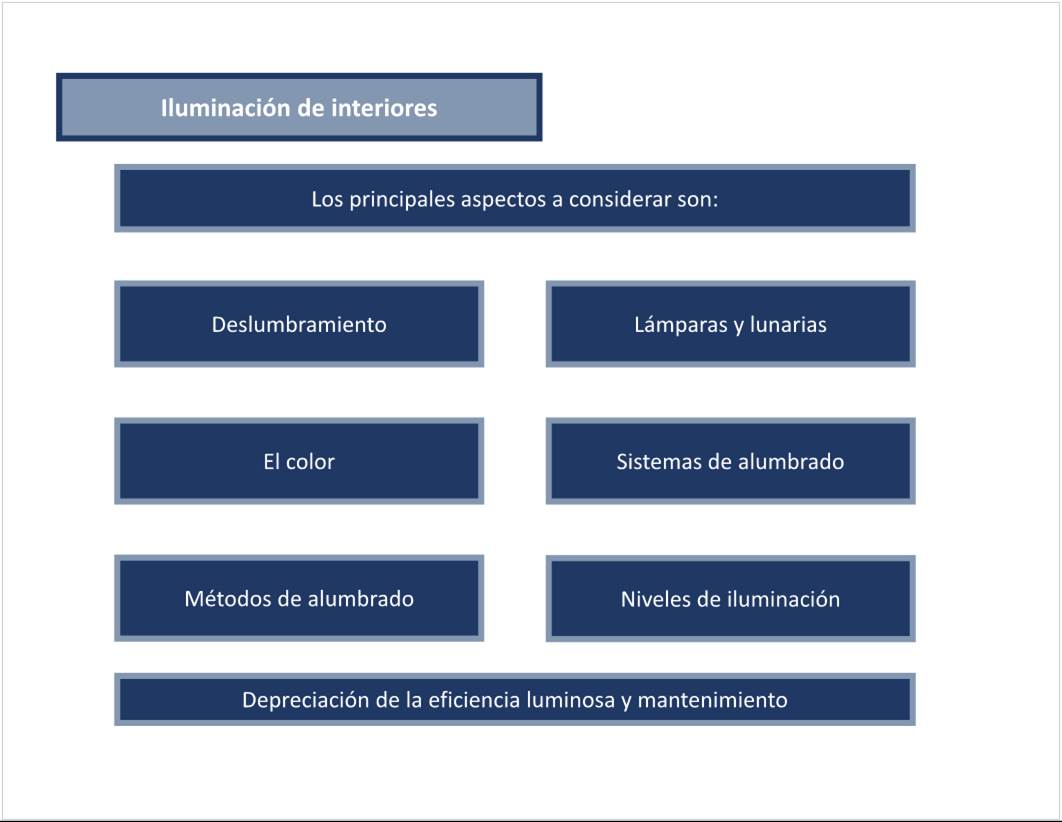 Iluminación de interiores
Los principales aspectos a considerar son:
Deslumbramiento
Lámparas y lunarias
El color
Sistemas de alumbrado
Métodos de alumbrado
Niveles de iluminación
Depreciación de la eficiencia luminosa y mantenimiento